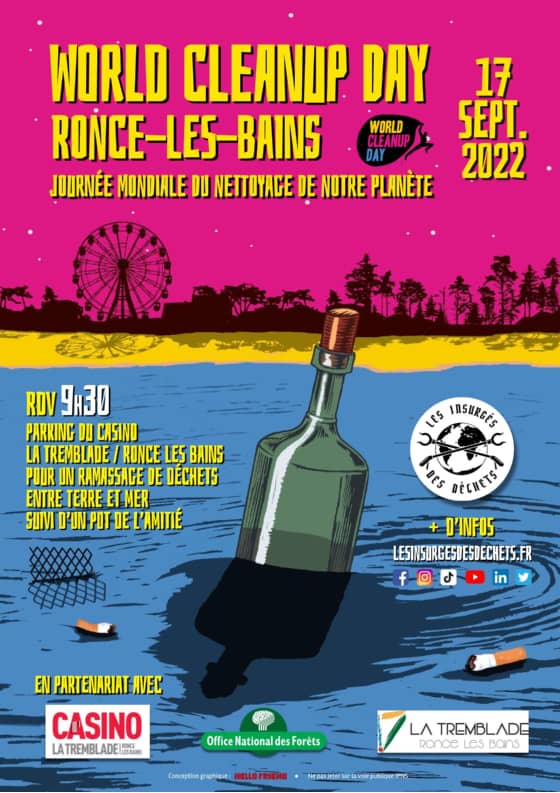 WORLD CLEANUP DAY
RONCE-LES-BAINS
JOURNÉE MONDIALE DU NETTOYAGE DE NOTRE PLANÈTE
WORLD
CLEANUP
DAY
17
SEPT.
2022
RDV 9H30
PARKING DU CASINO
LA TREMBLADE / RONCE LES BAINS
POUR UN RAMASSAGE DE DÉCHETS
ENTRE TERRE ET MER
SUIVI D'UN POT DE L'AMITIÉ
LES INSURGÉS
DES DÉCHETS
+ D'INFOS
LESINSURGESDESDECHETS.FR
EN PARTENARIAT AVEC
CASINO
LA TREMBLADE RONCE
LES BAINS
Office National des Forêts
LA TREMBLADE
RONCE LES BAINS
Conception graphique HELLO FRIEND • Ne pas jeter sur la voie publique